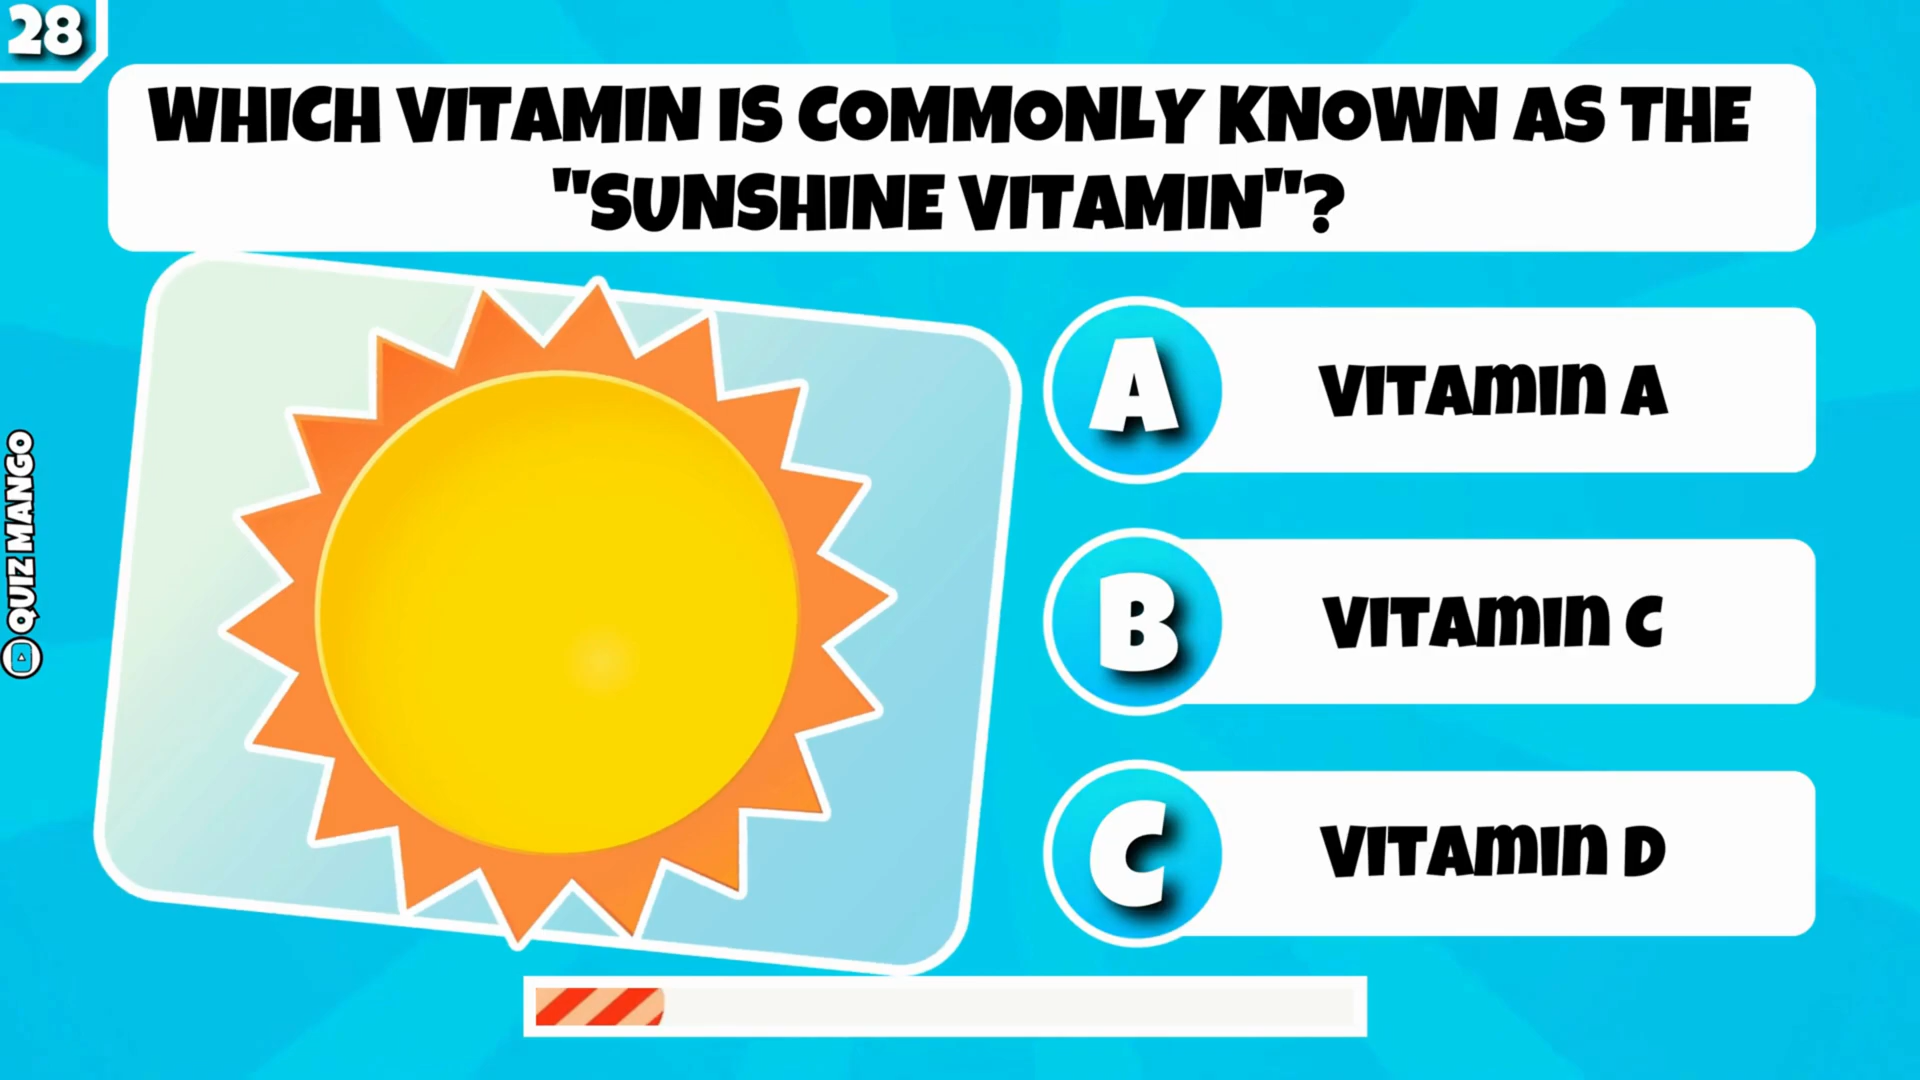 28
WHICH VITAMIN IS COMMONLY KNOWN AS THE
"SUNSHINE VITAMIN"?
A VITAMIN A
B VITAMIN C
C VITAMIN D
QUIZ MANGO